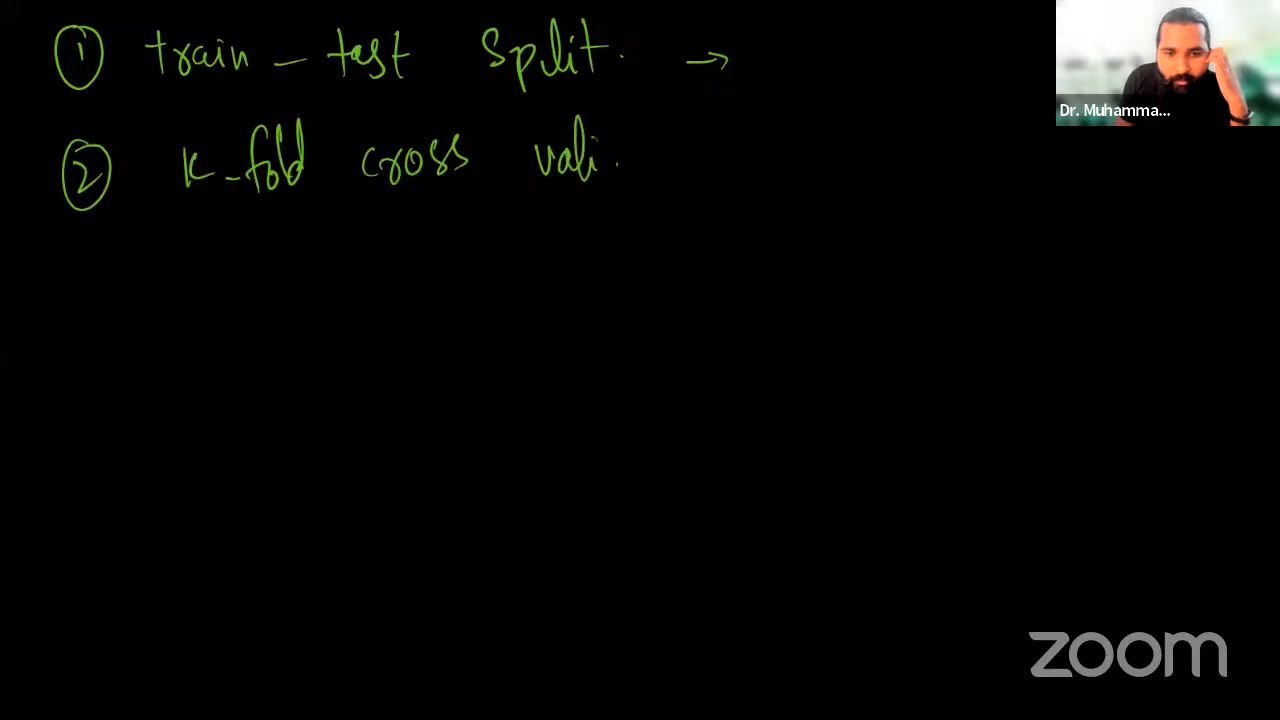 ① train - test split. →
② K-fold cross vali.
Dr. Muhamma...
zoom